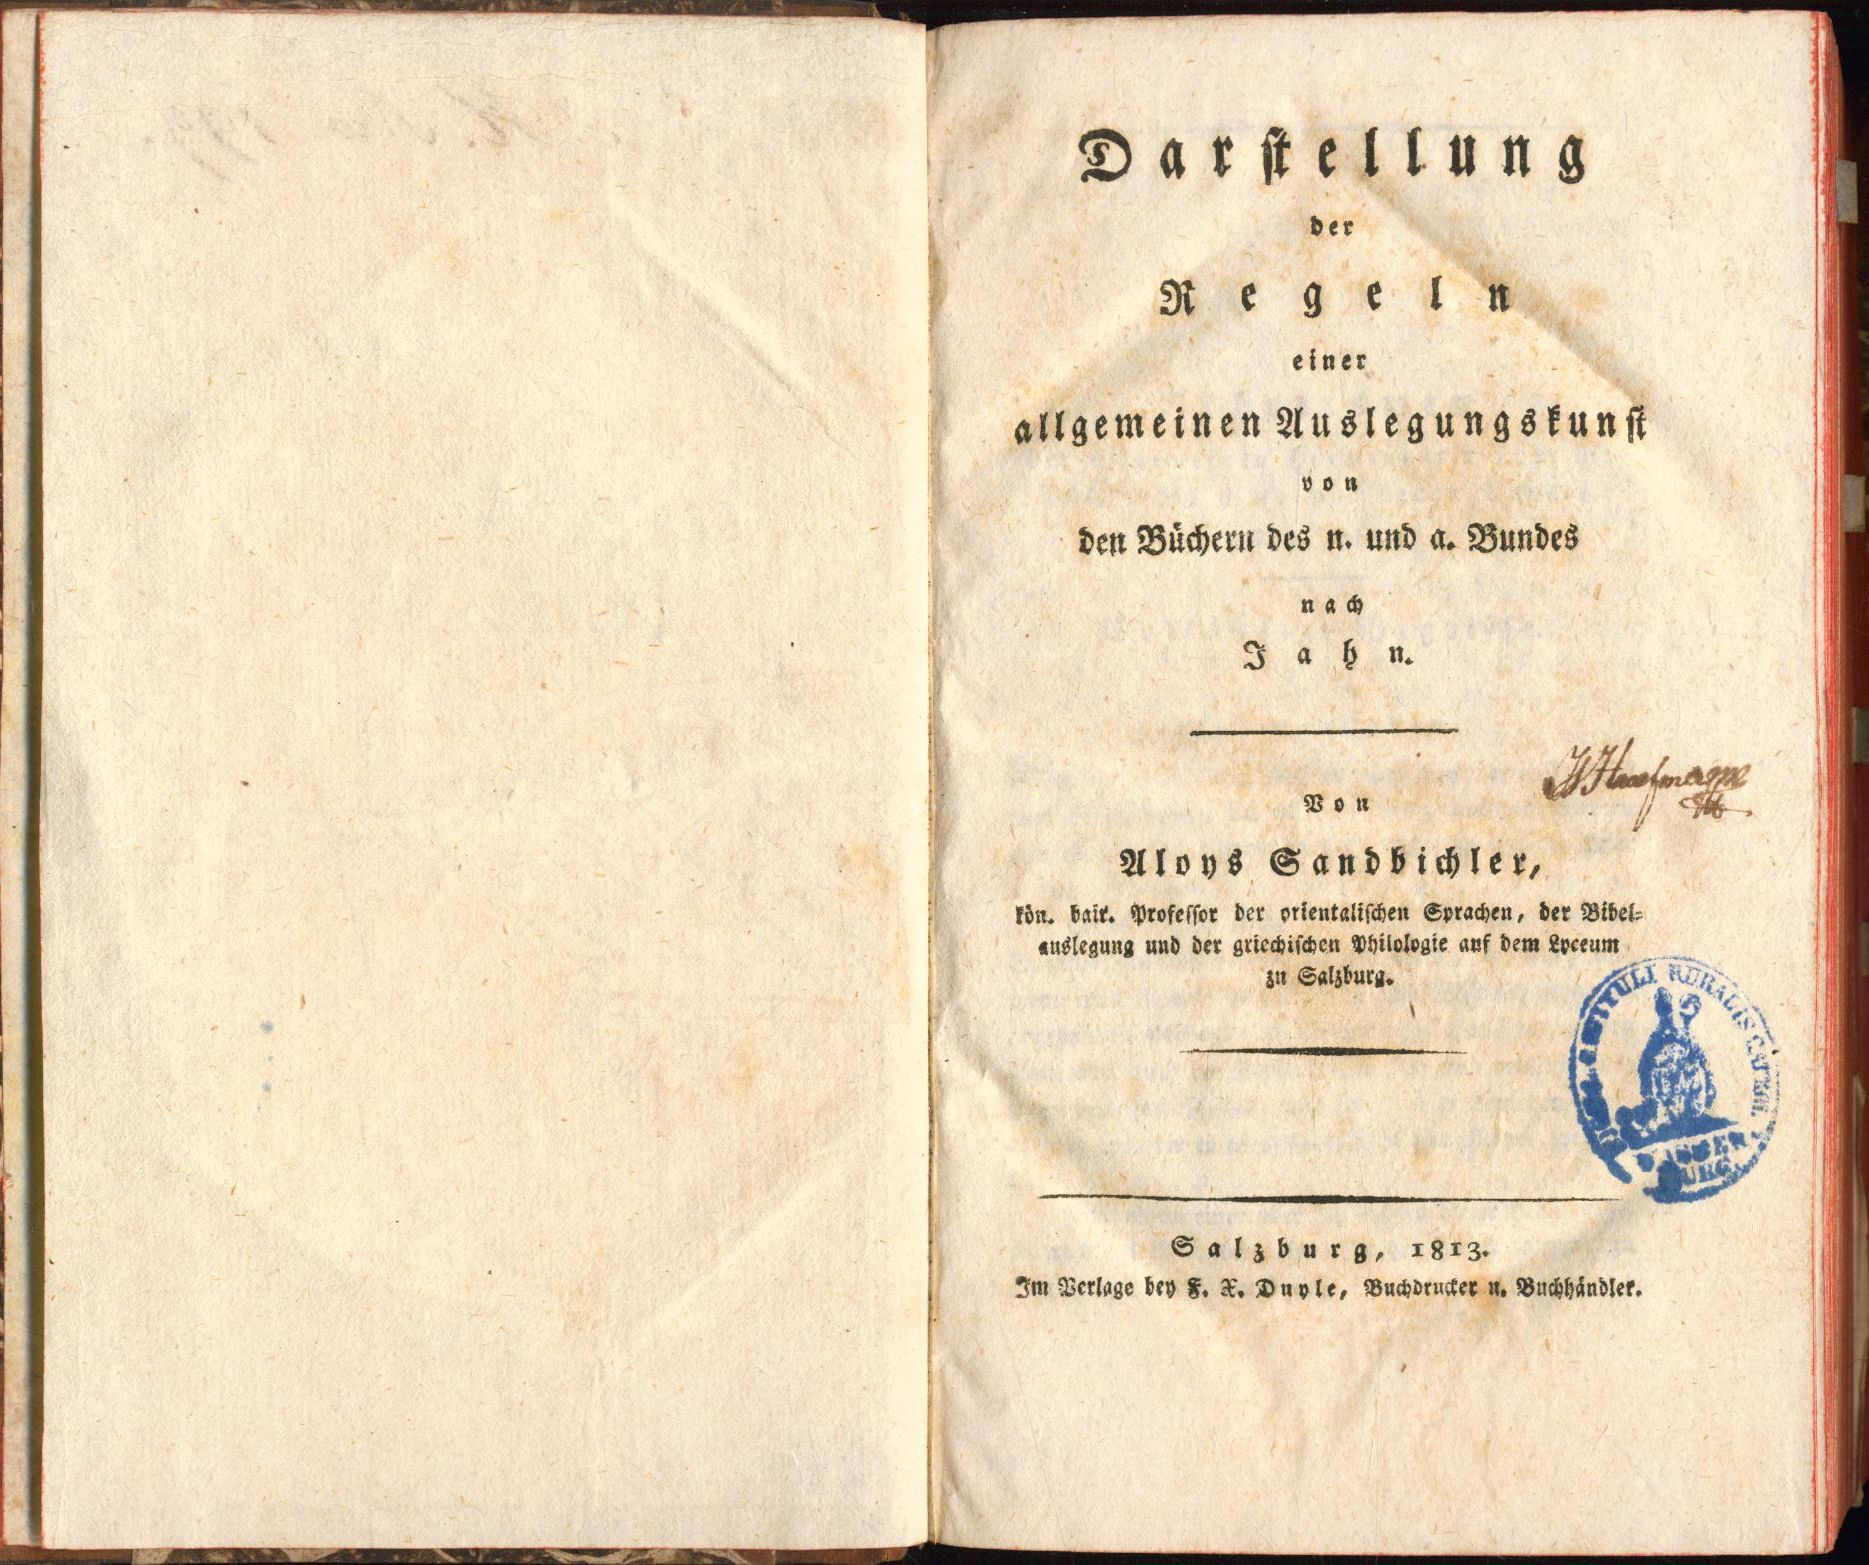 Darstellung
der
Regeln
einer
allgemeinen Auslegungskunst
von
den Büchern des n. und a. Bundes
nach
Jahn.
Von
Aloys Sandbichler,
kön. bair. Professor der orientalischen Sprachen, der Bibel-
auslegung und der griechischen Philologie auf dem Lyceum
zu Salzburg.
RURALIS CAPIT.
Salzburg, 1813.
Im Verlage bey F. X. Duyle, Buchdrucker u. Buchhändler.